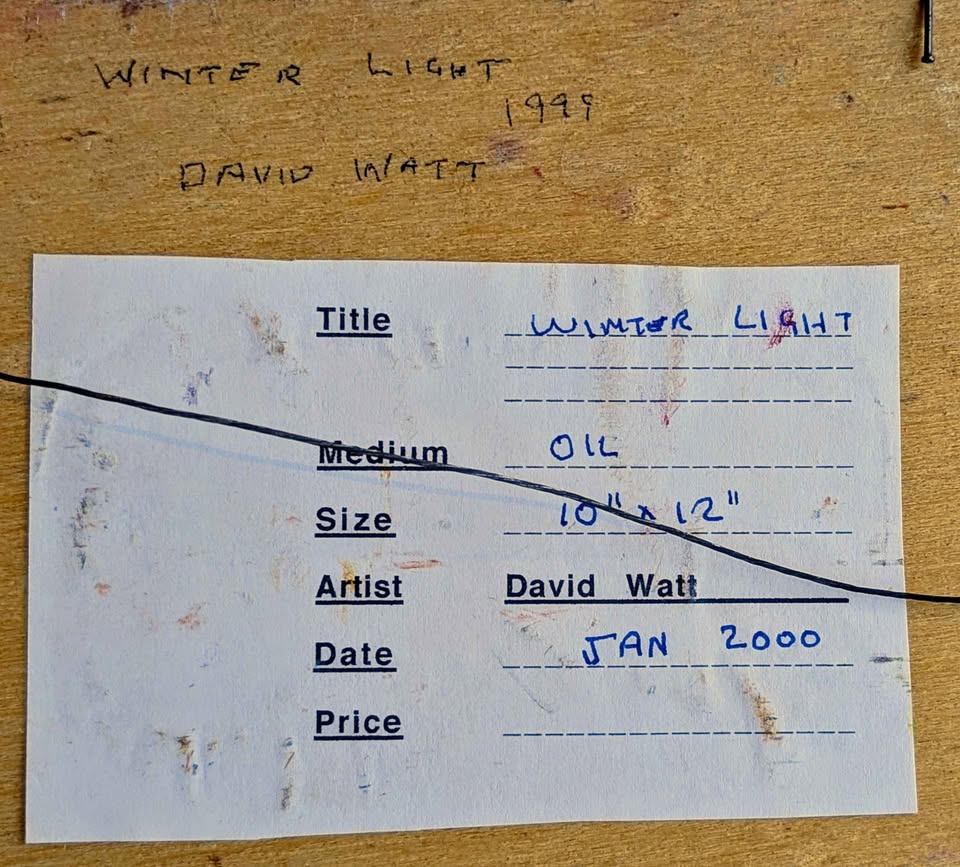 WINTER LIGHT
1999
DAVID WATT
Title WINTER LIGHT
Medium OIL
Size 10" x 12"
Artist David Watt
Date JAN 2000
Price